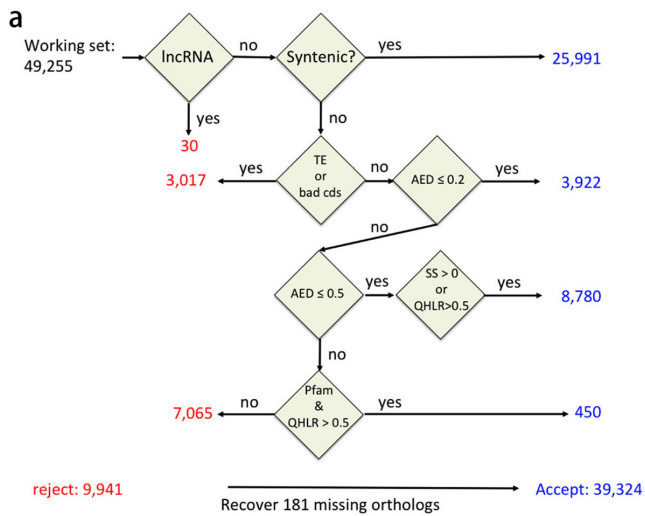 a
Working set:
49,255
lncRNA
no
Syntenic?
yes
25,991
yes
no
30
3,017
yes
TE
or
bad cds
no
AED ≤ 0.2
yes
3,922
no
AED ≤ 0.5
yes
SS > 0
or
QHLR>0.5
yes
8,780
no
7,065
no
Pfam
&
QHLR > 0.5
yes
450
reject: 9,941
Recover 181 missing orthologs
Accept: 39,324